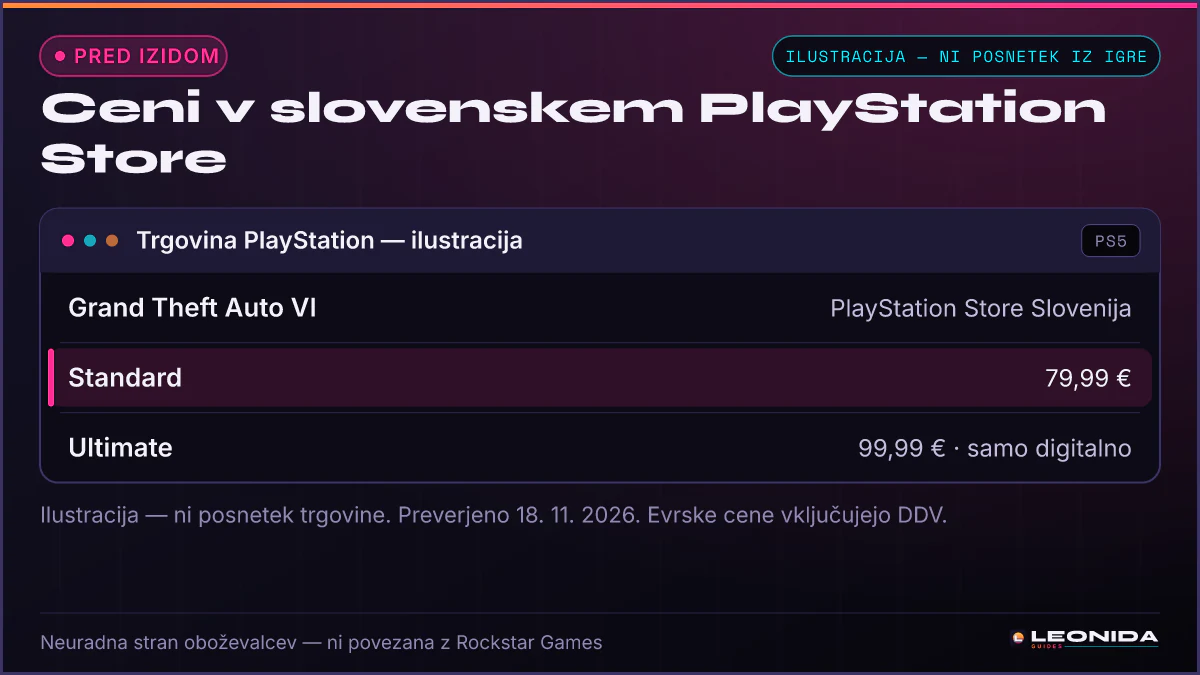 PRED IZIDOM
ILUSTRACIJA — NI POSNETEK IZ IGRE
Ceni v slovenskem PlayStation
Store
Trgovina PlayStation — ilustracija
PS5
Grand Theft Auto VI
PlayStation Store Slovenija
Standard
79,99 €
Ultimate
99,99 € · samo digitalno
Ilustracija — ni posnetek trgovine. Preverjeno 18. 11. 2026. Evrske cene vključujejo DDV.
Neuradna stran oboževalcev — ni povezana z Rockstar Games
LEONIDA
GUIDES